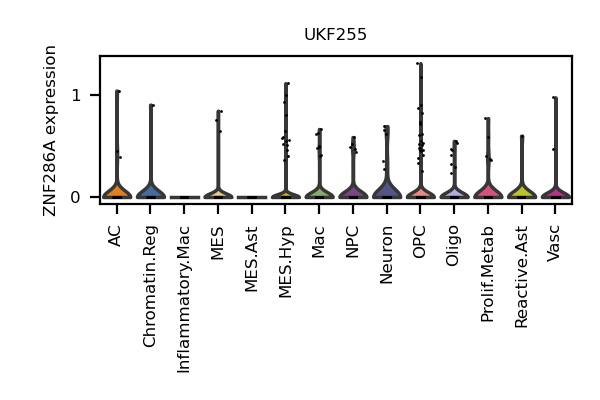 UKF255
ZNF286A expression
1
0
AC
Chromatin.Reg
Inflammatory.Mac
MES
MES.Ast
MES.Hyp
Mac
NPC
Neuron
OPC
Oligo
Prolif.Metab
Reactive.Ast
Vasc